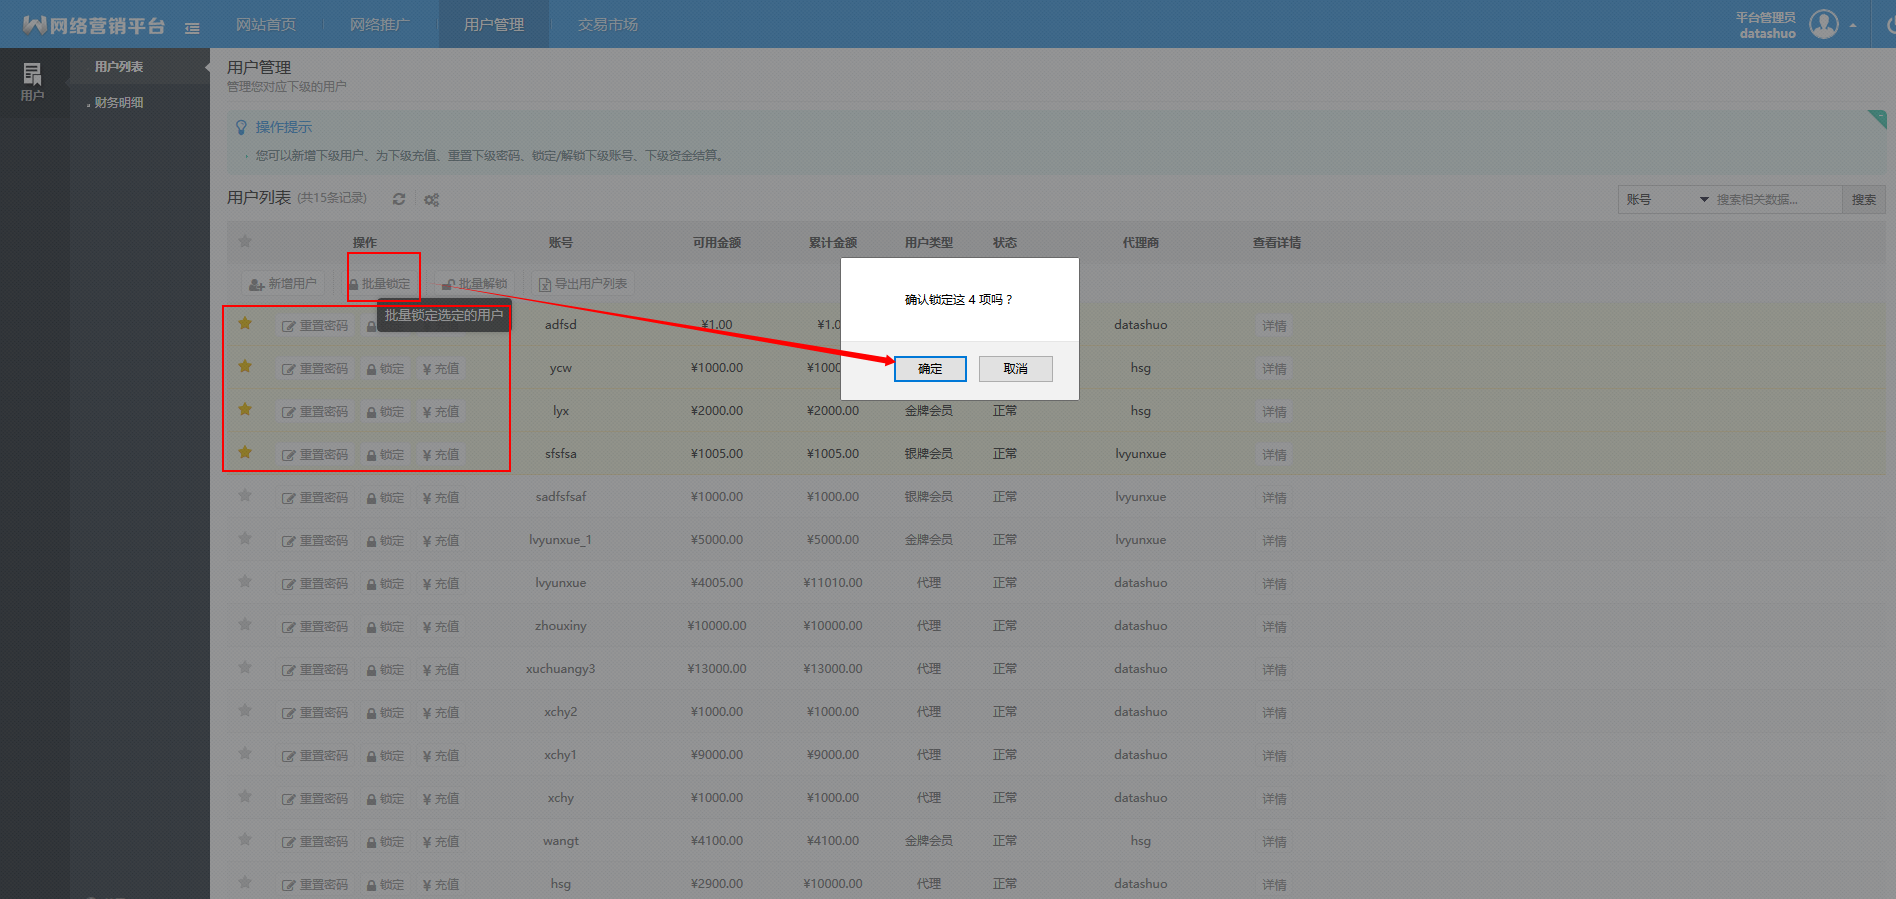 网络营销平台 网站首页 网络推广 用户管理 交易市场 平台管理员
datashuo
用户
用户列表
财务明细
用户管理
管理您对应下级的用户
操作提示
您可以新增下级用户、为下级充值、重置下级密码、锁定/解锁下级账号、下级资金结算。
用户列表 (共15条记录) 账号 搜索相关数据... 搜索
操作 账号 可用金额 累计金额 用户类型 状态 代理商 查看详情
新增用户 批量锁定 批量解锁 导出用户列表
批量锁定选定的用户
确认锁定这 4 项吗？
确定 取消
重置密码 adfsd ¥1.00 ¥1.0 datashuo 详情
重置密码 锁定 ¥ 充值 ycw ¥1000.00 ¥1000 hsg 详情
重置密码 锁定 ¥ 充值 lyx ¥2000.00 ¥2000.00 金牌会员 正常 hsg 详情
重置密码 锁定 ¥ 充值 sfsfsa ¥1005.00 ¥1005.00 银牌会员 正常 lvyunxue 详情
重置密码 锁定 ¥ 充值 sadfsfsaf ¥1000.00 ¥1000.00 银牌会员 正常 lvyunxue 详情
重置密码 锁定 ¥ 充值 lvyunxue_1 ¥5000.00 ¥5000.00 金牌会员 正常 lvyunxue 详情
重置密码 锁定 ¥ 充值 lvyunxue ¥4005.00 ¥11010.00 代理 正常 datashuo 详情
重置密码 锁定 ¥ 充值 zhouxiny ¥10000.00 ¥10000.00 代理 正常 datashuo 详情
重置密码 锁定 ¥ 充值 xuchuangy3 ¥13000.00 ¥13000.00 代理 正常 datashuo 详情
重置密码 锁定 ¥ 充值 xchy2 ¥1000.00 ¥1000.00 代理 正常 datashuo 详情
重置密码 锁定 ¥ 充值 xchy1 ¥9000.00 ¥9000.00 代理 正常 datashuo 详情
重置密码 锁定 ¥ 充值 xchy ¥1000.00 ¥1000.00 代理 正常 datashuo 详情
重置密码 锁定 ¥ 充值 wangt ¥4100.00 ¥4100.00 金牌会员 正常 hsg 详情
重置密码 锁定 ¥ 充值 hsg ¥2900.00 ¥10000.00 代理 正常 datashuo 详情